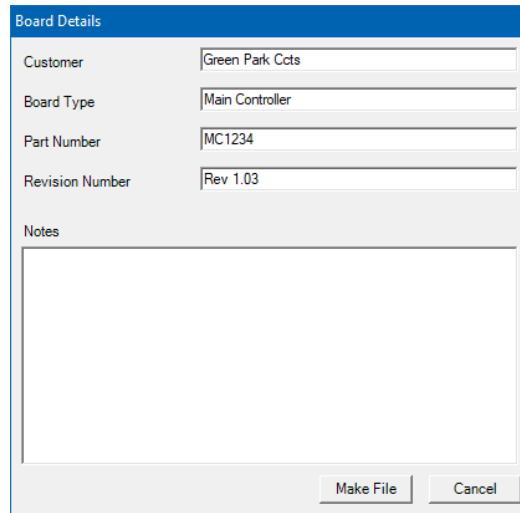 Board Details
Customer Green Park Ccts
Board Type Main Controller
Part Number MC1234
Revision Number Rev 1.03
Notes
Make File Cancel